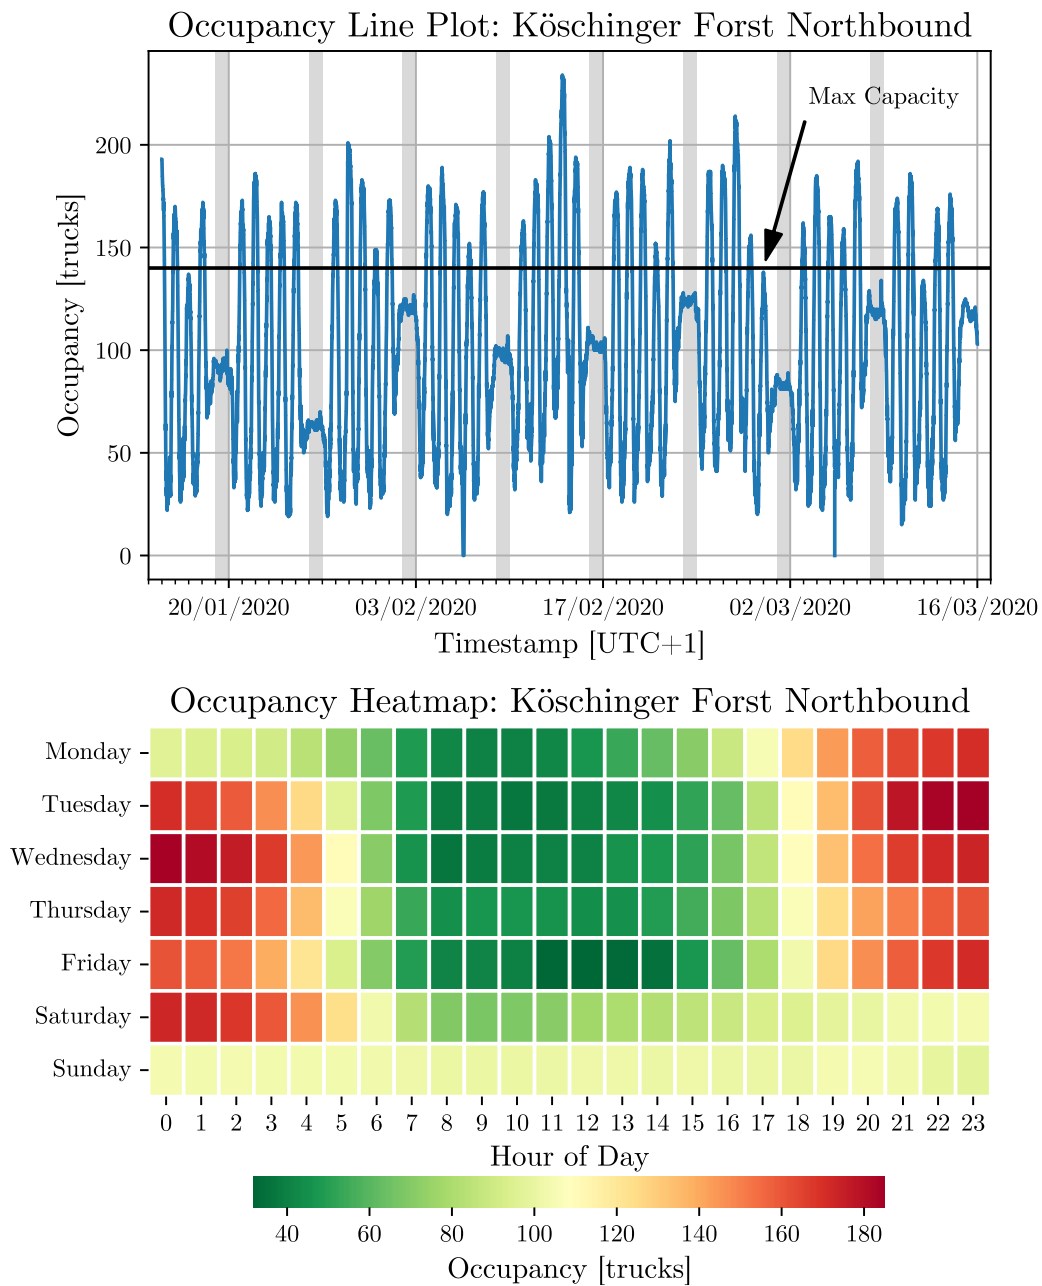 Occupancy Line Plot: Köschinger Forst Northbound
Max Capacity
200
150
100
50
0
Occupancy [trucks]
20/01/2020 03/02/2020 17/02/2020 02/03/2020 16/03/2020
Timestamp [UTC+1]
Occupancy Heatmap: Köschinger Forst Northbound
Monday
Tuesday
Wednesday
Thursday
Friday
Saturday
Sunday
0 1 2 3 4 5 6 7 8 9 10 11 12 13 14 15 16 17 18 19 20 21 22 23
Hour of Day
40 60 80 100 120 140 160 180
Occupancy [trucks]